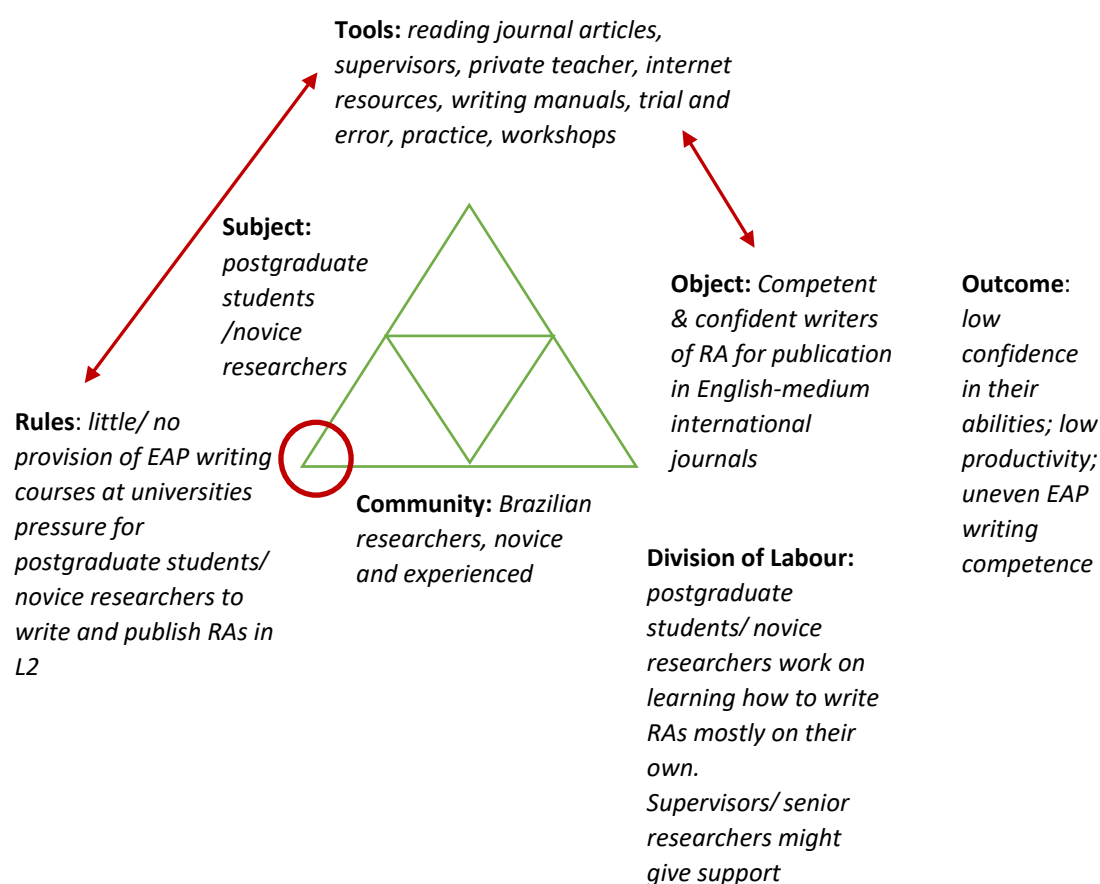 Tools: reading journal articles,
supervisors, private teacher, internet
resources, writing manuals, trial and
error, practice, workshops
Subject:
postgraduate
students
/novice
researchers
Object: Competent
& confident writers
of RA for publication
in English-medium
international
journals
Outcome:
low
confidence
in their
abilities; low
productivity;
uneven EAP
writing
competence
Rules: little/ no
provision of EAP writing
courses at universities
pressure for
postgraduate students/
novice researchers to
write and publish RAs in
L2
Community: Brazilian
researchers, novice
and experienced
Division of Labour:
postgraduate
students/ novice
researchers work on
learning how to write
RAs mostly on their
own.
Supervisors/ senior
researchers might
give support